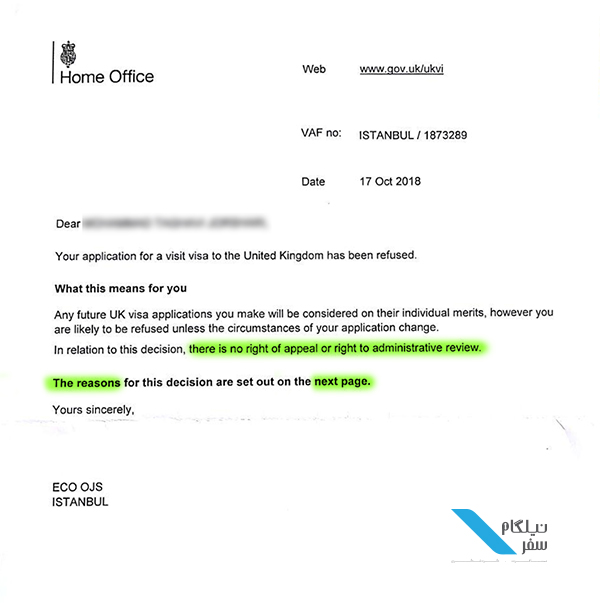 Home Office
Web www.gov.uk/ukvi
VAF no: ISTANBUL / 1873289
Date 17 Oct 2018
Dear
Your application for a visit visa to the United Kingdom has been refused.
What this means for you
Any future UK visa applications you make will be considered on their individual merits, however you
are likely to be refused unless the circumstances of your application change.
In relation to this decision, there is no right of appeal or right to administrative review.
The reasons for this decision are set out on the next page.
Yours sincerely,
ECO OJS
ISTANBUL
نیلگام
سفر